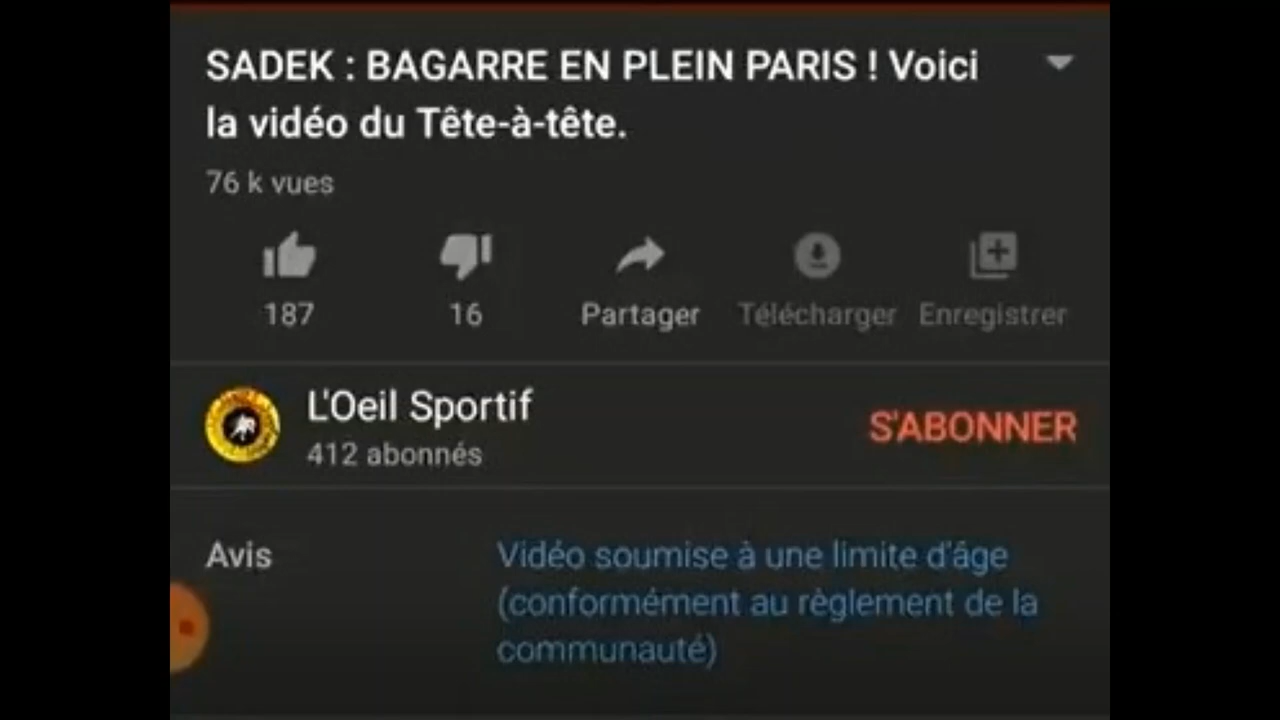 SADEK : BAGARRE EN PLEIN PARIS ! Voici
la vidéo du Tête-à-tête.
76 k vues
187
16
Partager
Télécharger
Enregistrer
L'Oeil Sportif
412 abonnés
S'ABONNER
Avis
Vidéo soumise à une limite d'âge
(conformément au règlement de la
communauté)